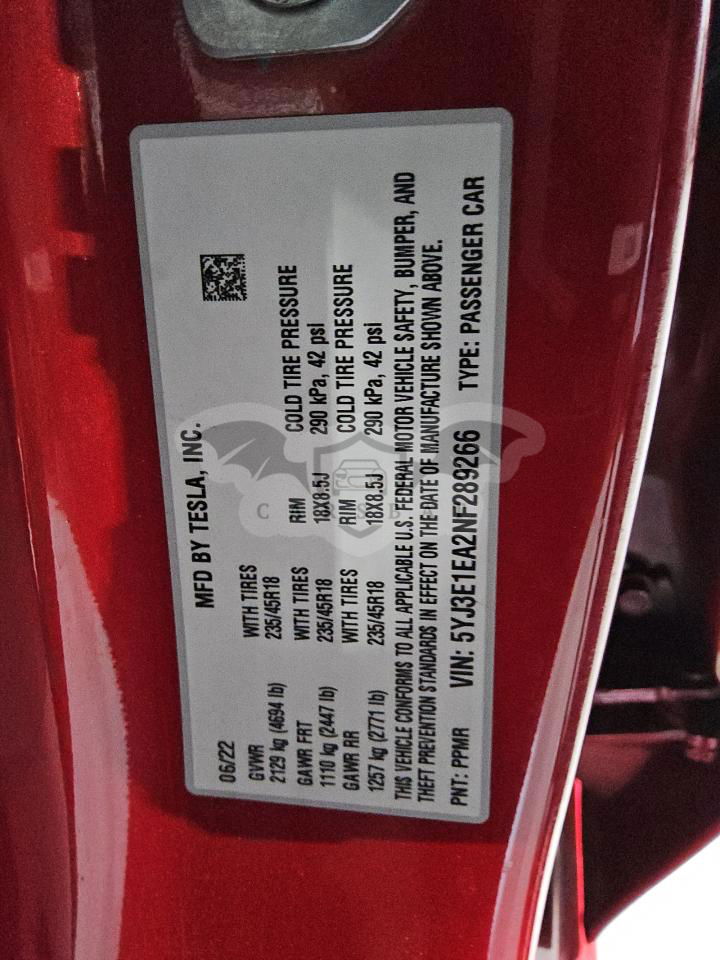 MFD BY TESLA, INC.
06/22
GVWR WITH TIRES
2129 kg (4694 lb) 235/45R18
GAWR FRT WITH TIRES RIM COLD TIRE PRESSURE
1110 kg (2447 lb) 235/45R18 18X8.5J 290 kPa, 42 psi
GAWR RR WITH TIRES RIM COLD TIRE PRESSURE
1257 kg (2771 lb) 235/45R18 18X8.5J 290 kPa, 42 psi
THIS VEHICLE CONFORMS TO ALL APPLICABLE U.S. FEDERAL MOTOR VEHICLE SAFETY, BUMPER, AND
THEFT PREVENTION STANDARDS IN EFFECT ON THE DATE OF MANUFACTURE SHOWN ABOVE.
PNT: PPMR VIN: 5YJ3E1EA2NF289266 TYPE: PASSENGER CAR